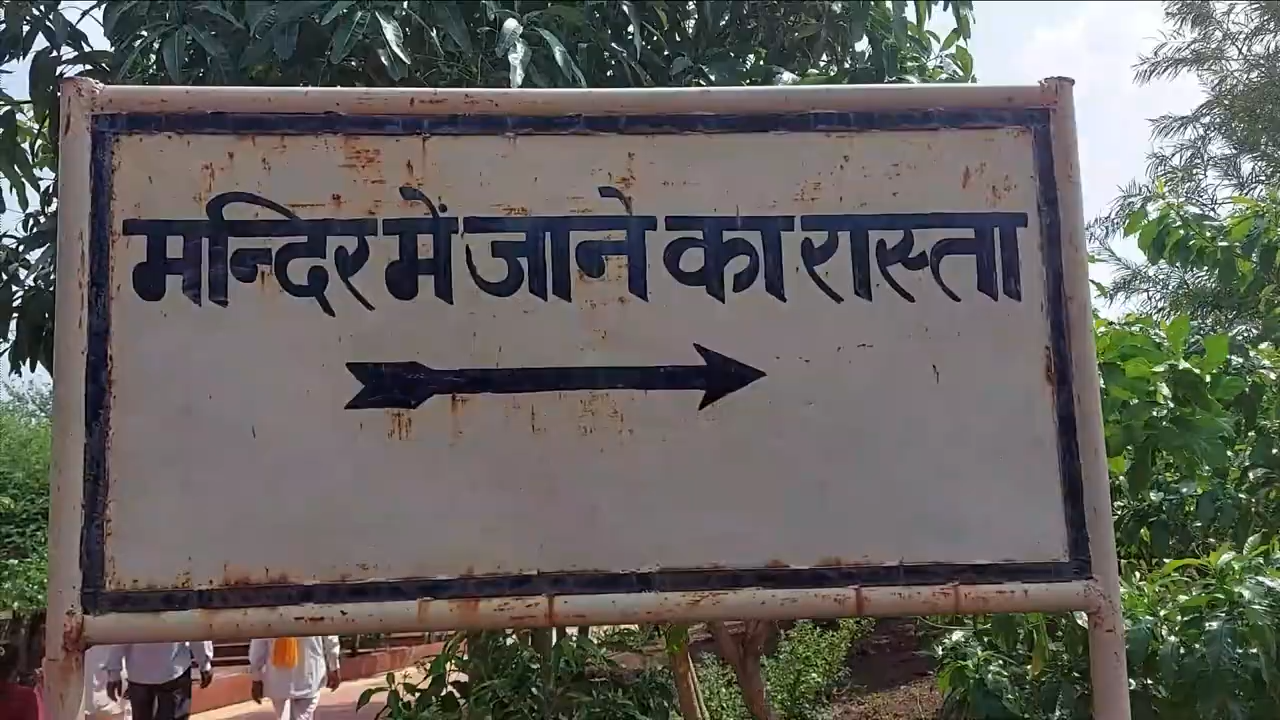 मन्दिर में जाने का रास्ता